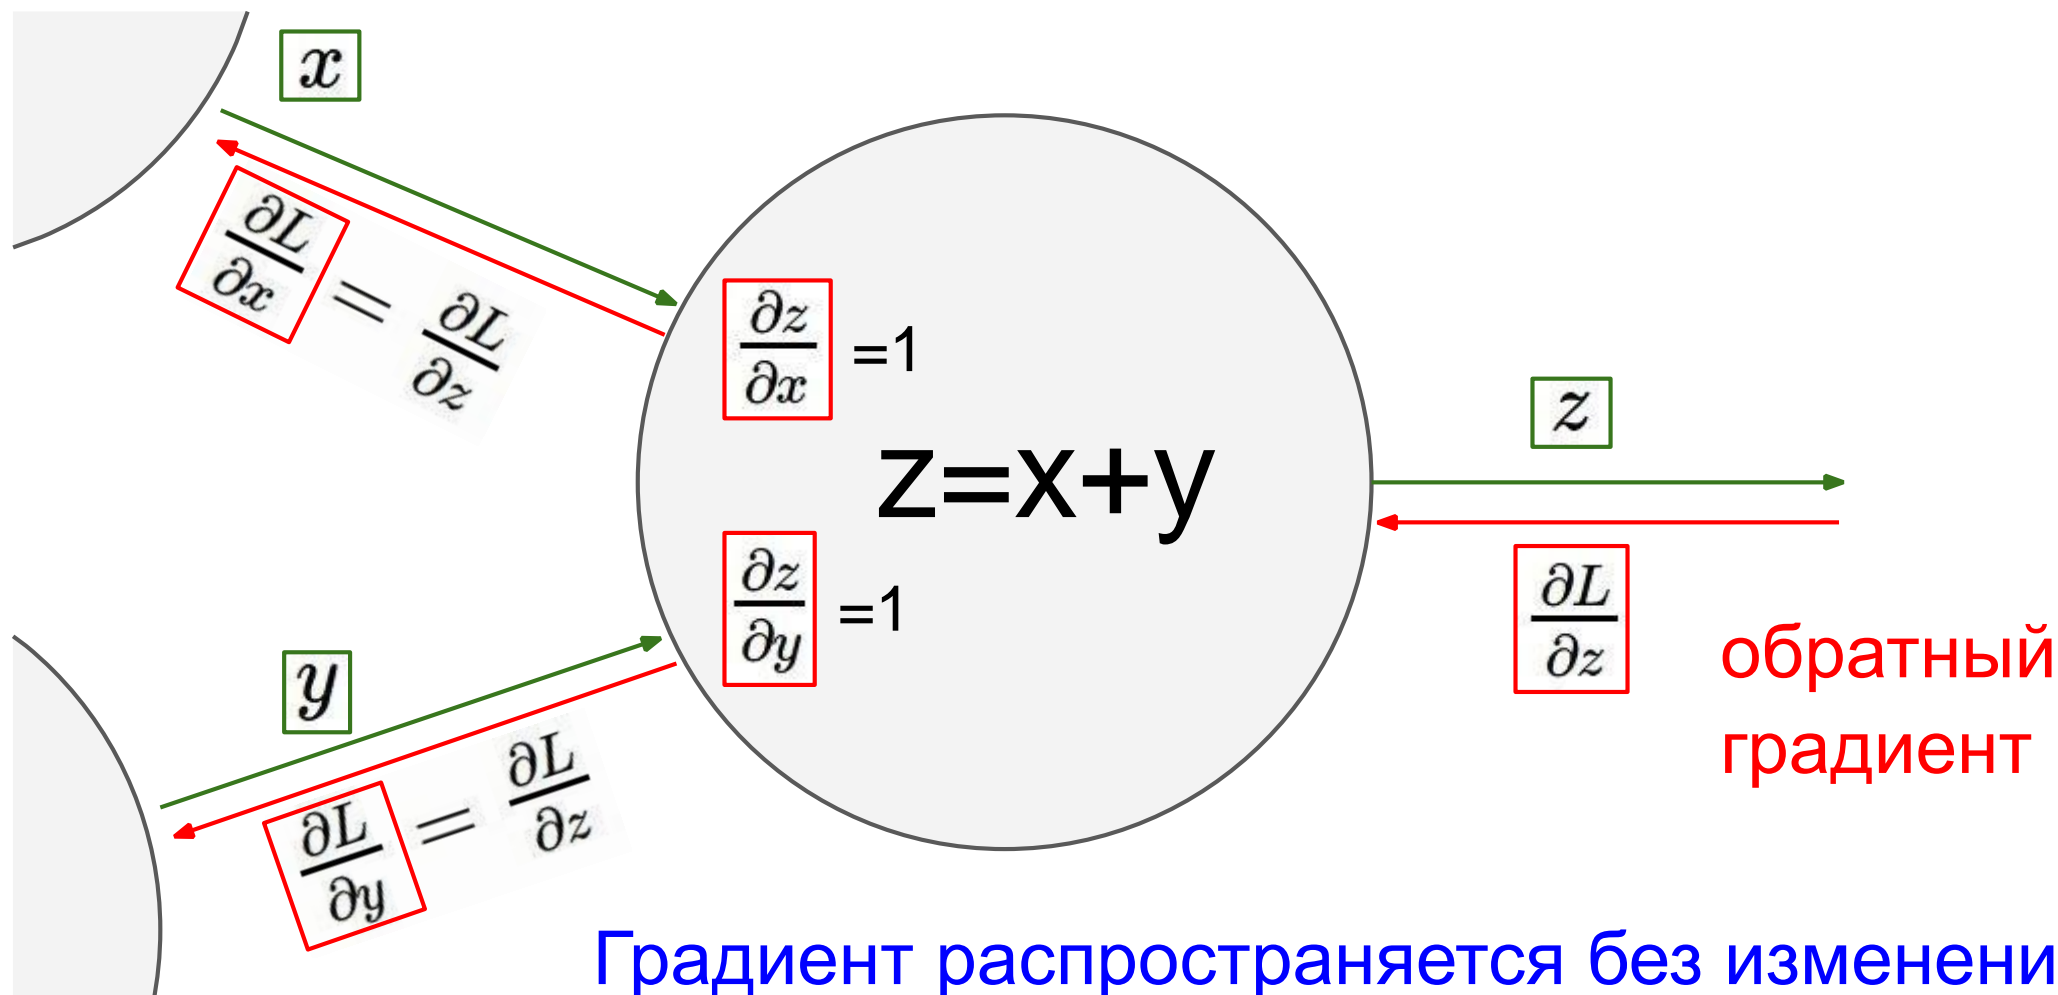 x
∂L/∂x = ∂L/∂z
∂z/∂x =1
z=x+y
∂z/∂y =1
z
∂L/∂z
обратный
градиент
y
∂L/∂y = ∂L/∂z
Градиент распространяется без изменени